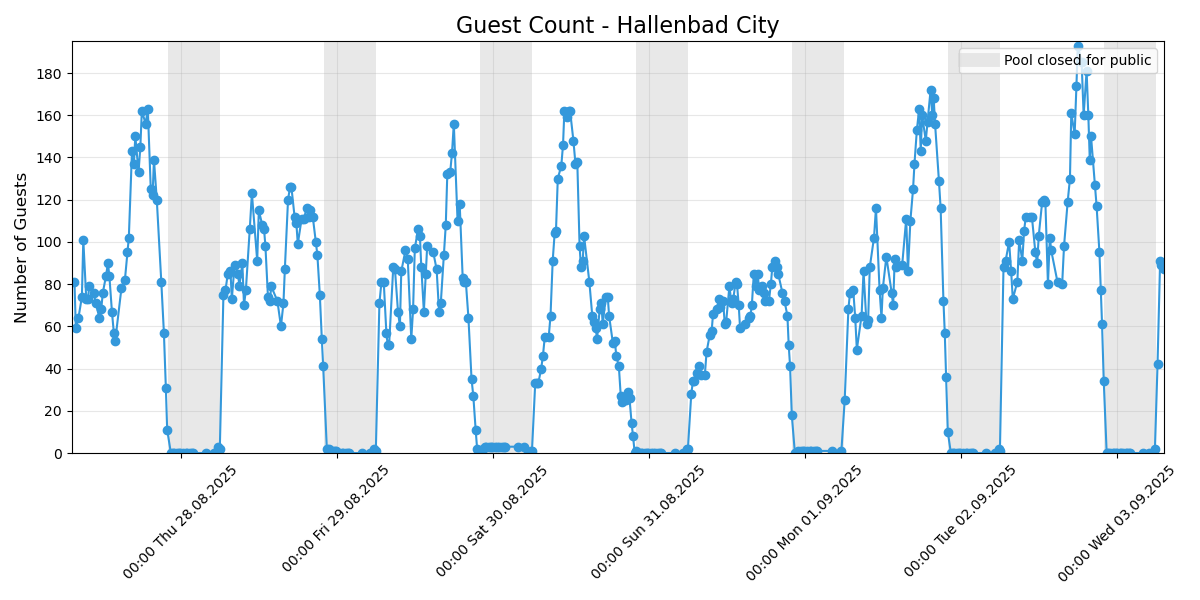 Guest Count - Hallenbad City
Pool closed for public
Number of Guests
180
160
140
120
100
80
60
40
20
0
00:00 Thu 28.08.2025
00:00 Fri 29.08.2025
00:00 Sat 30.08.2025
00:00 Sun 31.08.2025
00:00 Mon 01.09.2025
00:00 Tue 02.09.2025
00:00 Wed 03.09.2025